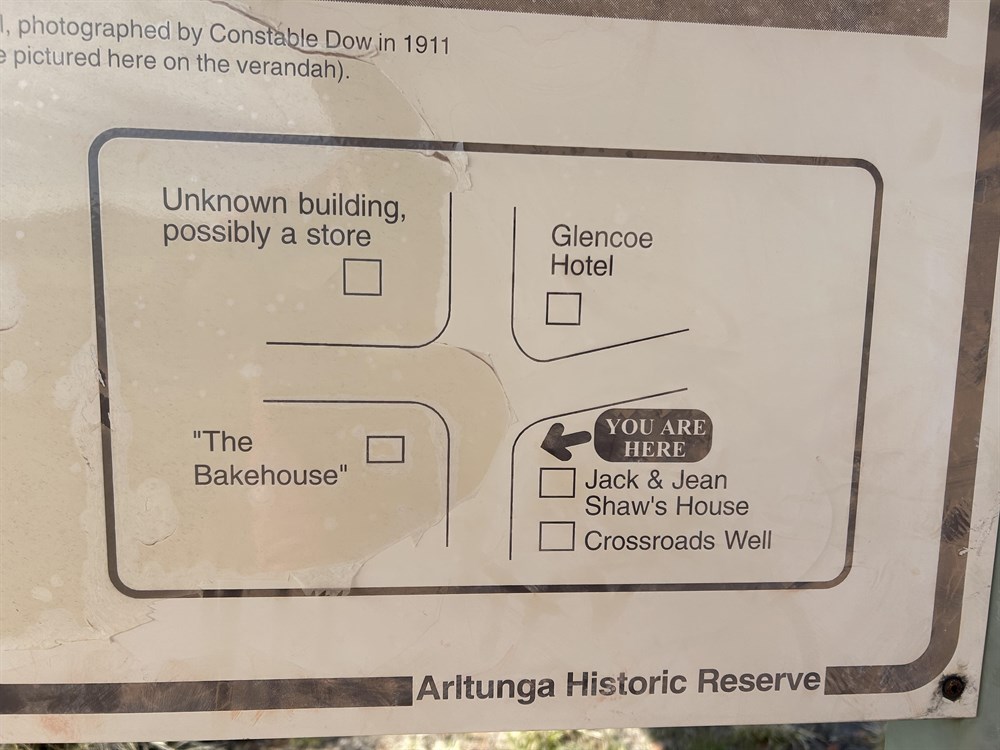 , photographed by Constable Dow in 1911
pictured here on the verandah).
Unknown building,
possibly a store
Glencoe
Hotel
"The
Bakehouse"
YOU ARE
HERE
Jack & Jean
Shaw's House
Crossroads Well
Arltunga Historic Reserve